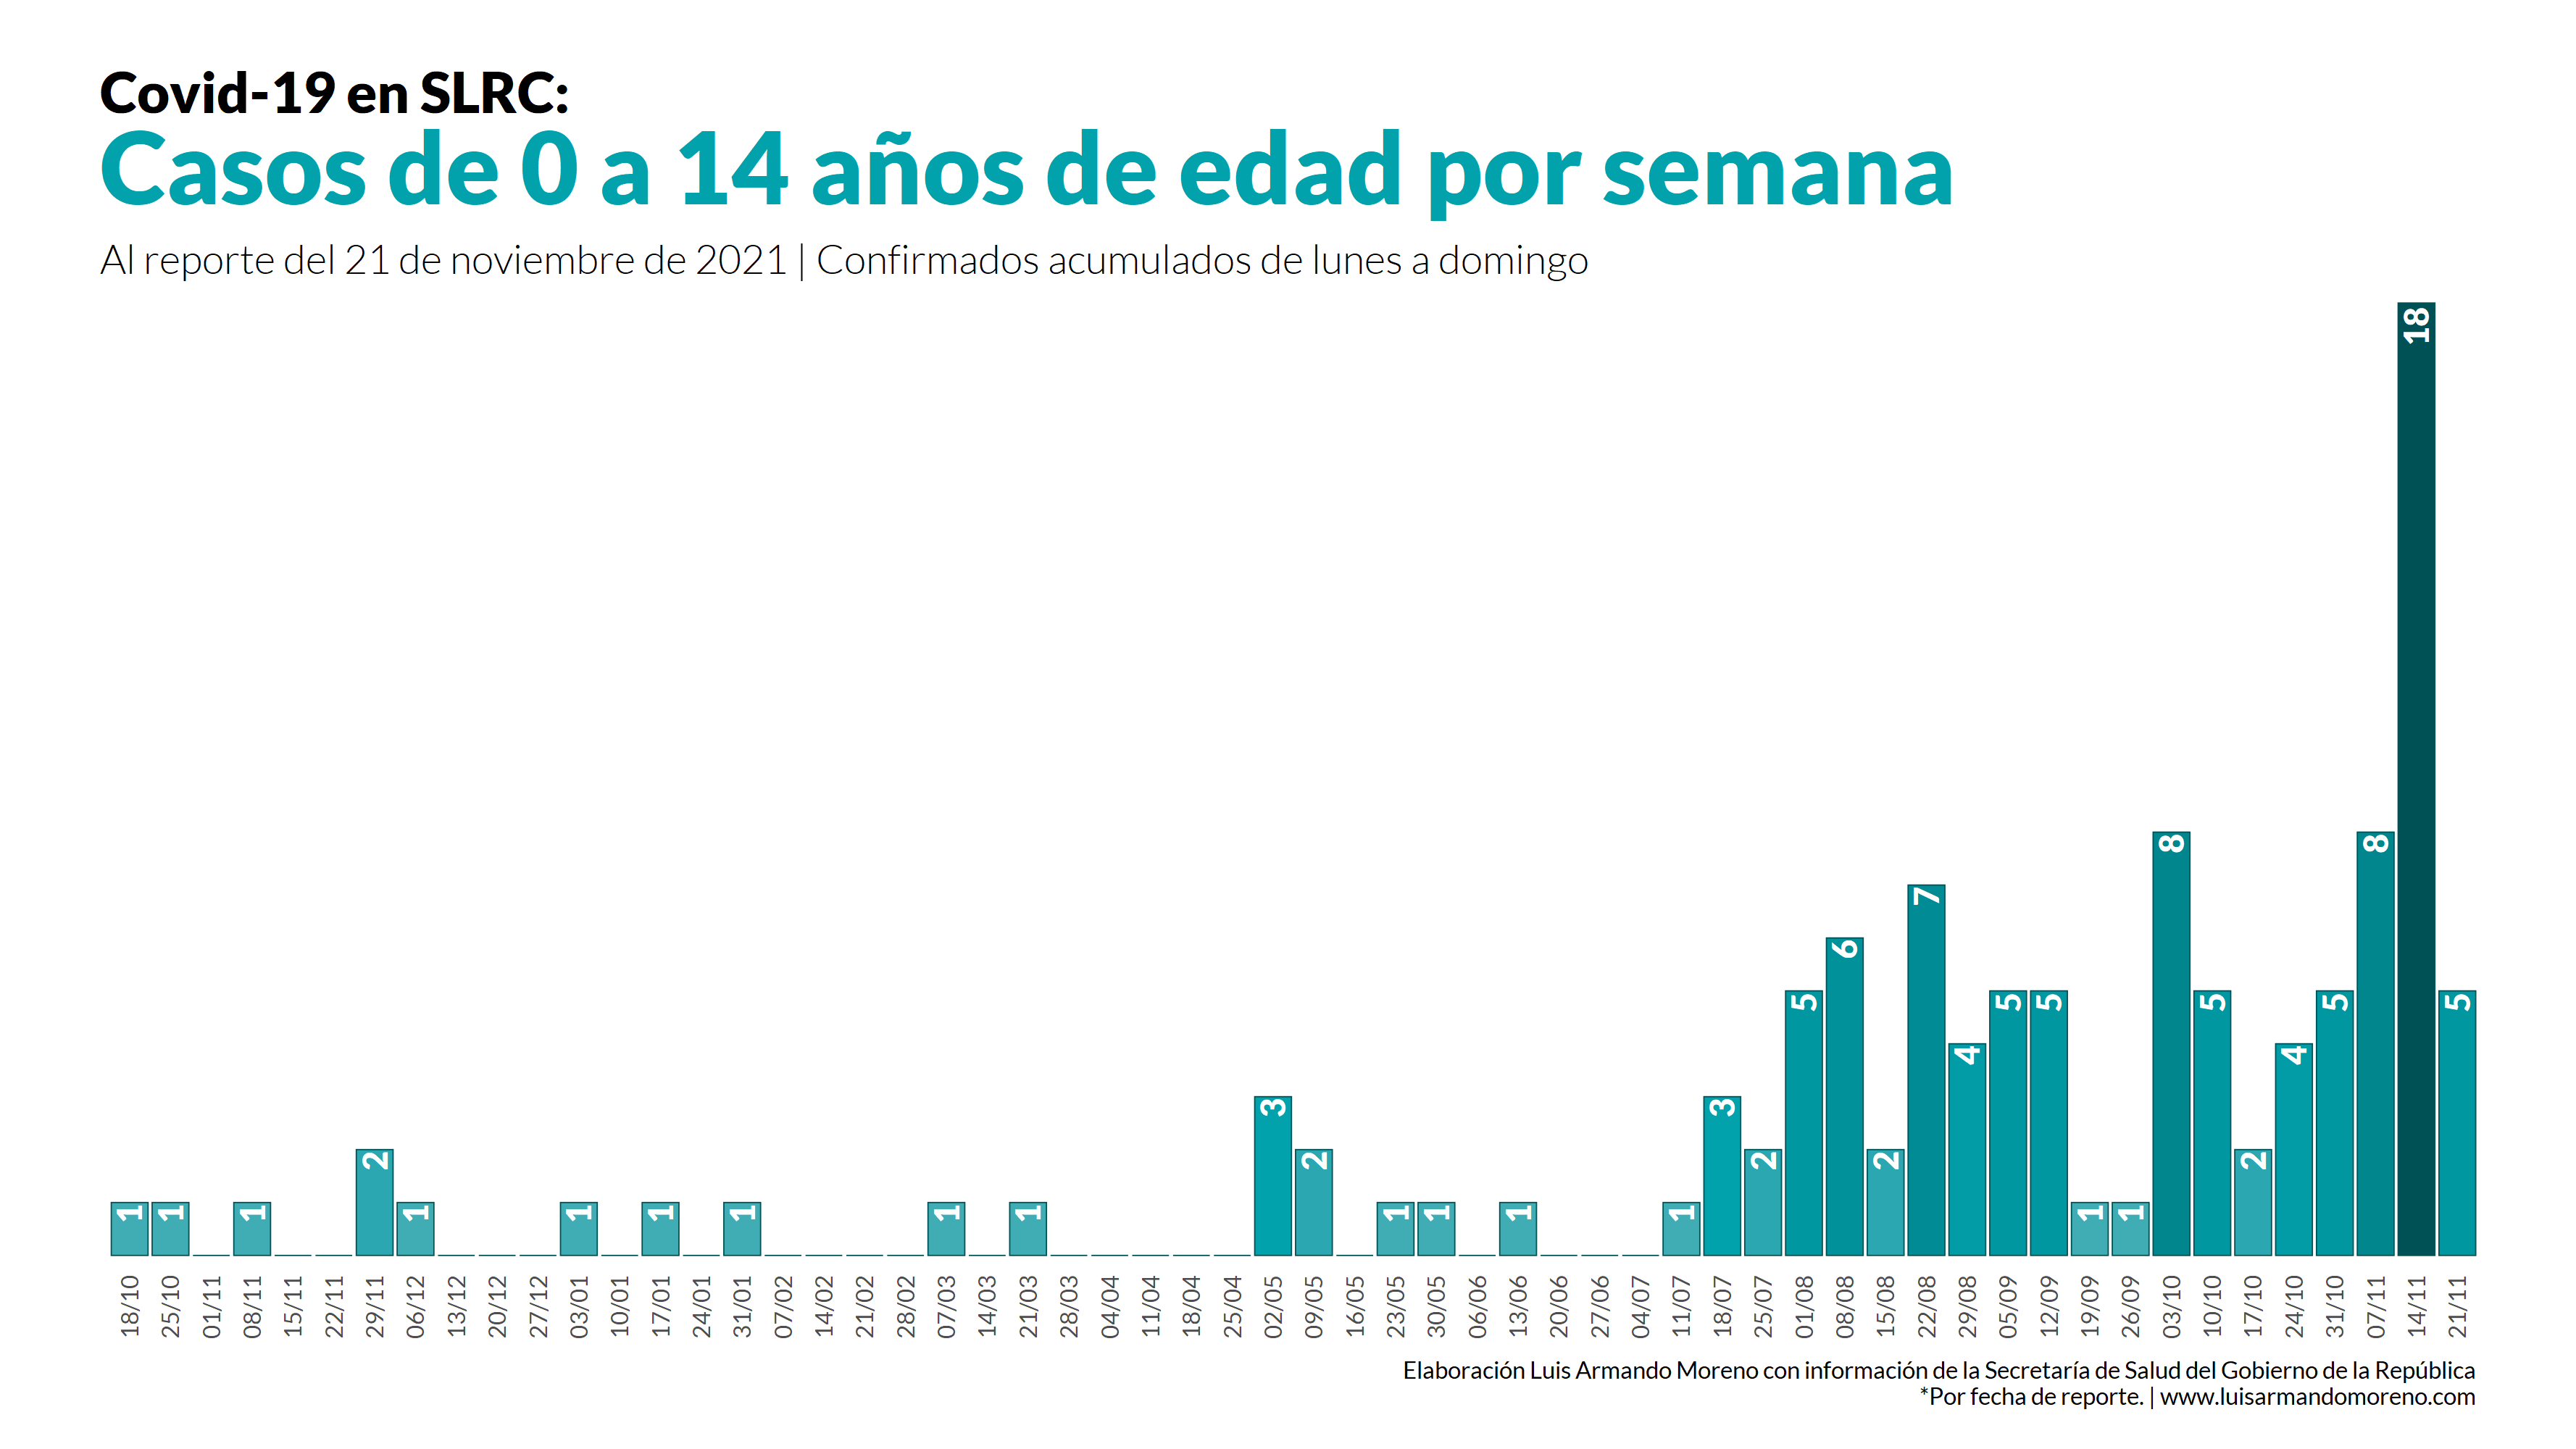 Covid-19 en SLRC:
Casos de 0 a 14 años de edad por semana
Al reporte del 21 de noviembre de 2021 | Confirmados acumulados de lunes a domingo
1 1 1 2 1 1 1 1 1 1 3 2 1 1 1 1 3 2 5 6 2 7 4 5 5 1 1 8 5 2 4 5 8 18 5
18/10 25/10 01/11 08/11 15/11 22/11 29/11 06/12 13/12 20/12 27/12 03/01 10/01 17/01 24/01 31/01 07/02 14/02 21/02 28/02 07/03 14/03 21/03 28/03 04/04 11/04 18/04 25/04 02/05 09/05 16/05 23/05 30/05 06/06 13/06 20/06 27/06 04/07 11/07 18/07 25/07 01/08 08/08 15/08 22/08 29/08 05/09 12/09 19/09 26/09 03/10 10/10 17/10 24/10 31/10 07/11 14/11 21/11
Elaboración Luis Armando Moreno con información de la Secretaría de Salud del Gobierno de la República
*Por fecha de reporte. | www.luisarmandomoreno.com